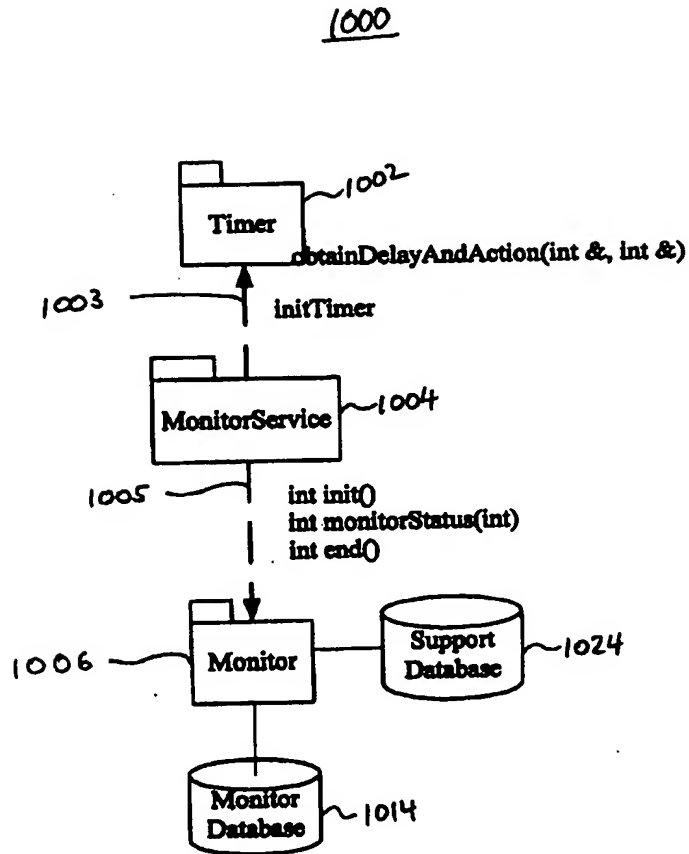 1000
1002
Timer
obtainDelayAndAction(int &, int &)
1003
initTimer
MonitorService
1004
1005
int init()
int monitorStatus(int)
int end()
1006
Monitor
Support
Database
1024
Monitor
Database
1014